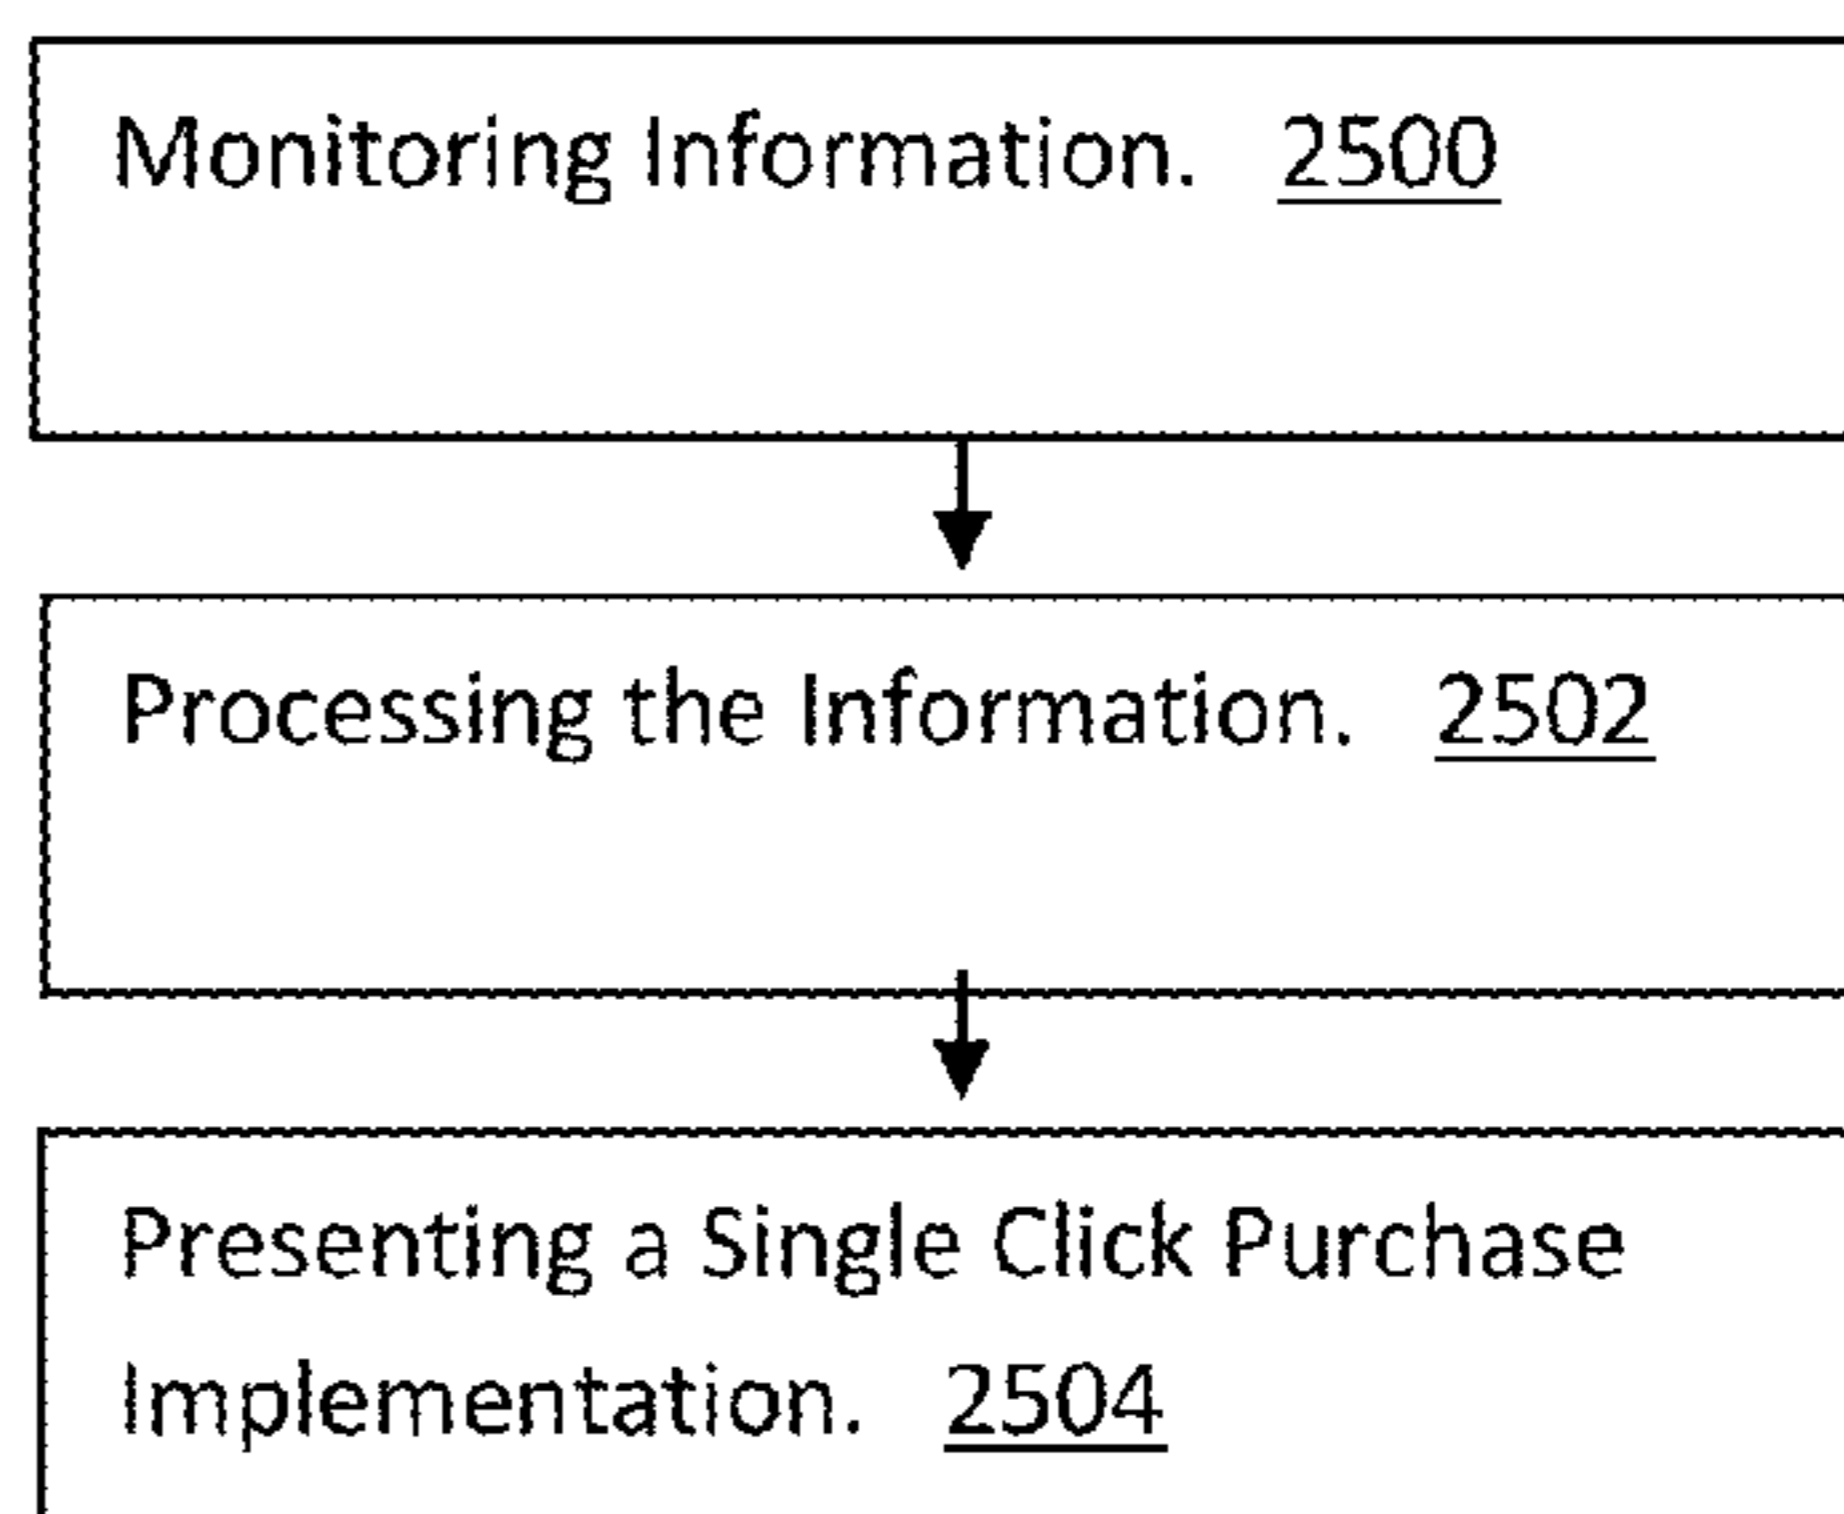 Monitoring Information. 2500
Processing the Information. 2502
Presenting a Single Click Purchase
Implementation. 2504